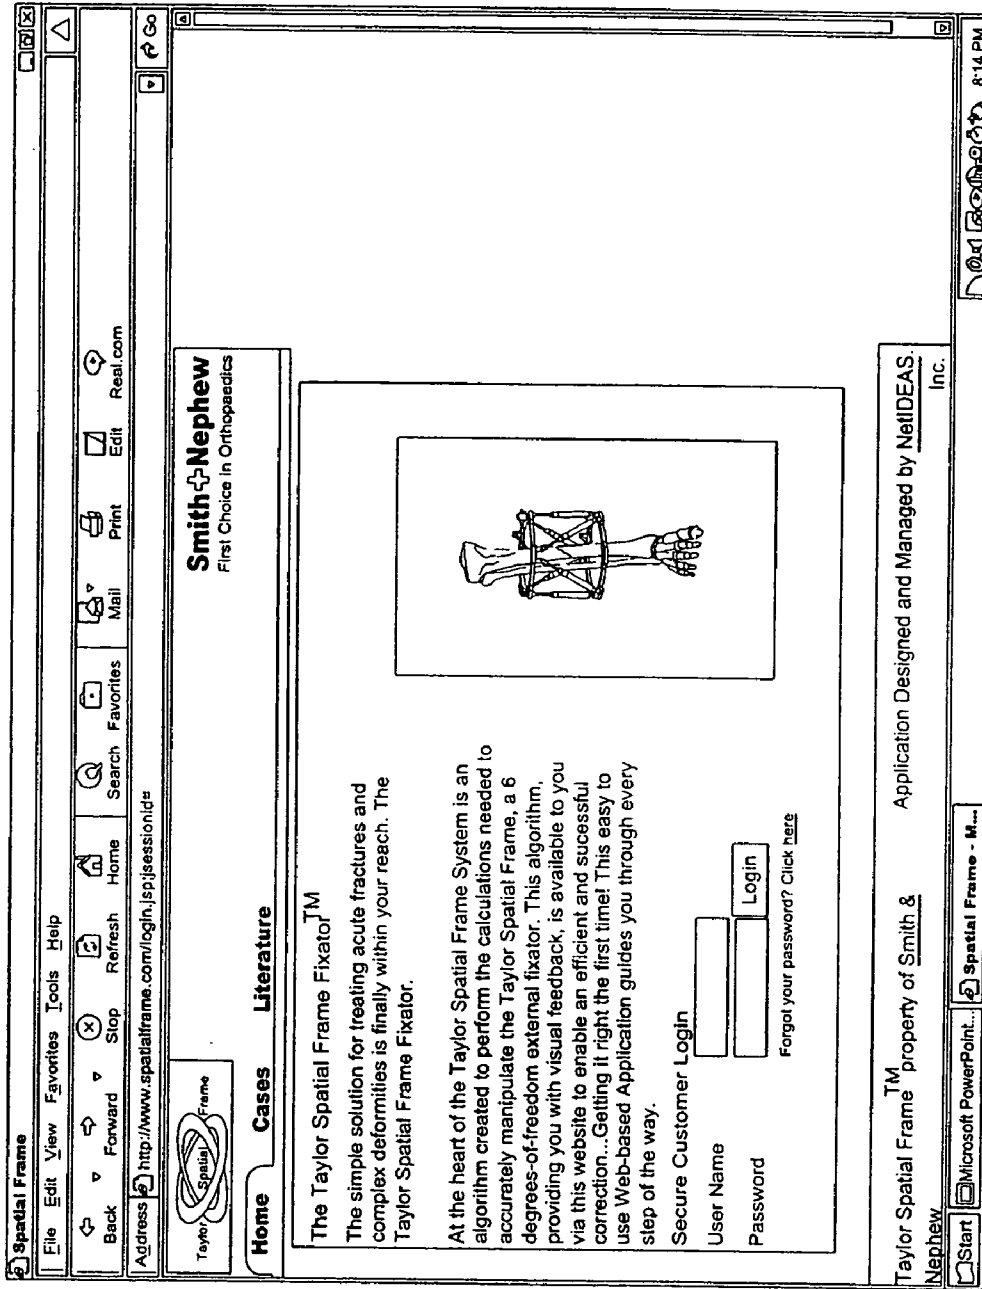 Spatial Frame
File Edit View Favorites Tools Help
Back Forward Stop Refresh Home Search Favorites Mail Print Edit Real.com
Address http://www.spatialframe.com/login.jsp;jsessionid= Go
Taylor Spatial Frame
Smith+Nephew
First Choice in Orthopaedics
Home Cases Literature
The Taylor Spatial Frame Fixator™
The simple solution for treating acute fractures and
complex deformities is finally within your reach. The
Taylor Spatial Frame Fixator.
At the heart of the Taylor Spatial Frame System is an
algorithm created to perform the calculations needed to
accurately manipulate the Taylor Spatial Frame, a 6
degrees-of-freedom external fixator. This algorithm,
providing you with visual feedback, is available to you
via this website to enable an efficient and sucessful
correction...Getting it right the first time! This easy to
use Web-based Application guides you through every
step of the way.
Secure Customer Login
User Name
Password Login
Forgot your password? Click here
Taylor Spatial Frame™ property of Smith & Application Designed and Managed by NetIDEAS.
Nephew Inc.
Start Microsoft PowerPoint... Spatial Frame - M... 8:14 PM